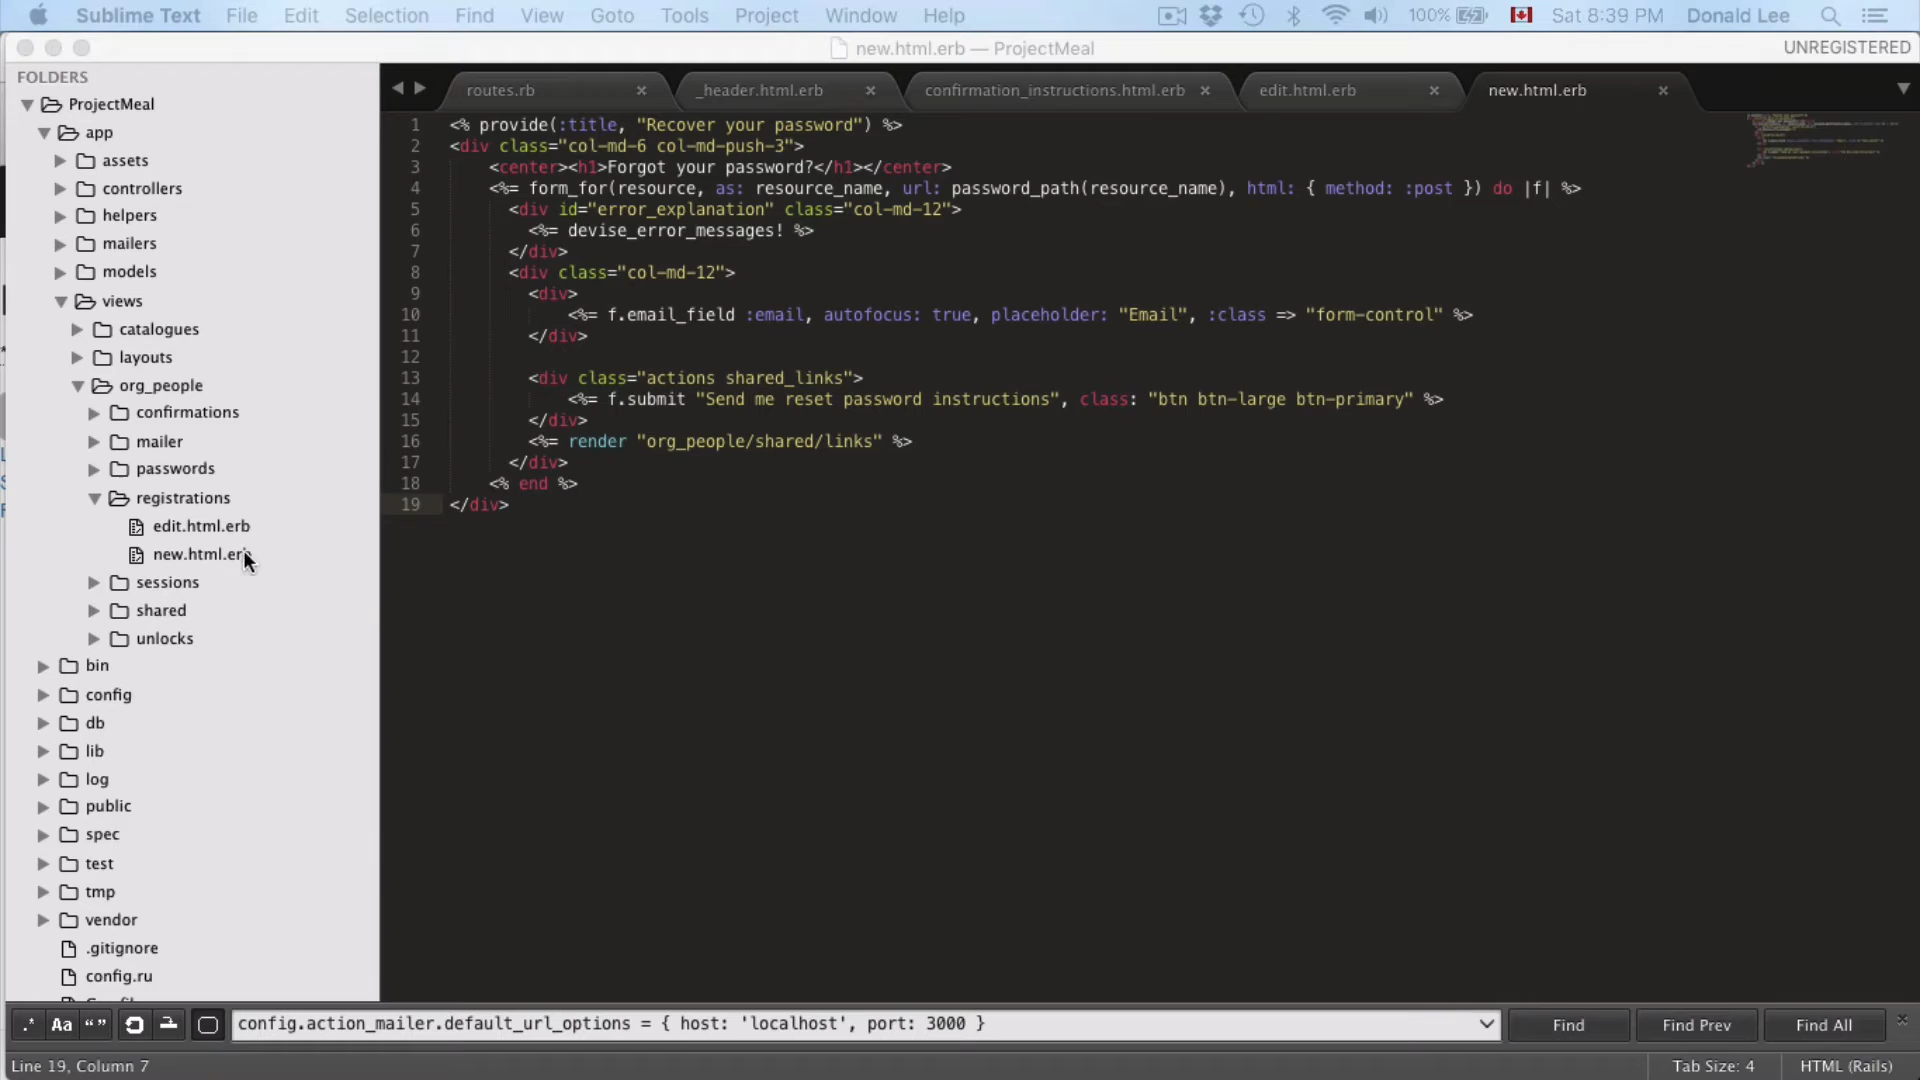 Sublime Text File Edit Selection Find View Goto Tools Project Window Help 100% Sat 8:39 PM Donald Lee
new.html.erb — ProjectMeal UNREGISTERED
FOLDERS
ProjectMeal
app
assets
controllers
helpers
mailers
models
views
catalogues
layouts
org_people
confirmations
mailer
passwords
registrations
edit.html.erb
new.html.erb
sessions
shared
unlocks
bin
config
db
lib
log
public
spec
test
tmp
vendor
.gitignore
config.ru
routes.rb × _header.html.erb × confirmation_instructions.html.erb × edit.html.erb × new.html.erb ×
1 <% provide(:title, "Recover your password") %>
2 <div class="col-md-6 col-md-push-3">
3 <center><h1>Forgot your password?</h1></center>
4 <%= form_for(resource, as: resource_name, url: password_path(resource_name), html: { method: :post }) do |f| %>
5 <div id="error_explanation" class="col-md-12">
6 <%= devise_error_messages! %>
7 </div>
8 <div class="col-md-12">
9 <div>
10 <%= f.email_field :email, autofocus: true, placeholder: "Email", :class => "form-control" %>
11 </div>
12
13 <div class="actions shared_links">
14 <%= f.submit "Send me reset password instructions", class: "btn btn-large btn-primary" %>
15 </div>
16 <%= render "org_people/shared/links" %>
17 </div>
18 <% end %>
19 </div>
.* Aa “ ” config.action_mailer.default_url_options = { host: 'localhost', port: 3000 } Find Find Prev Find All ×
Line 19, Column 7 Tab Size: 4 HTML (Rails)